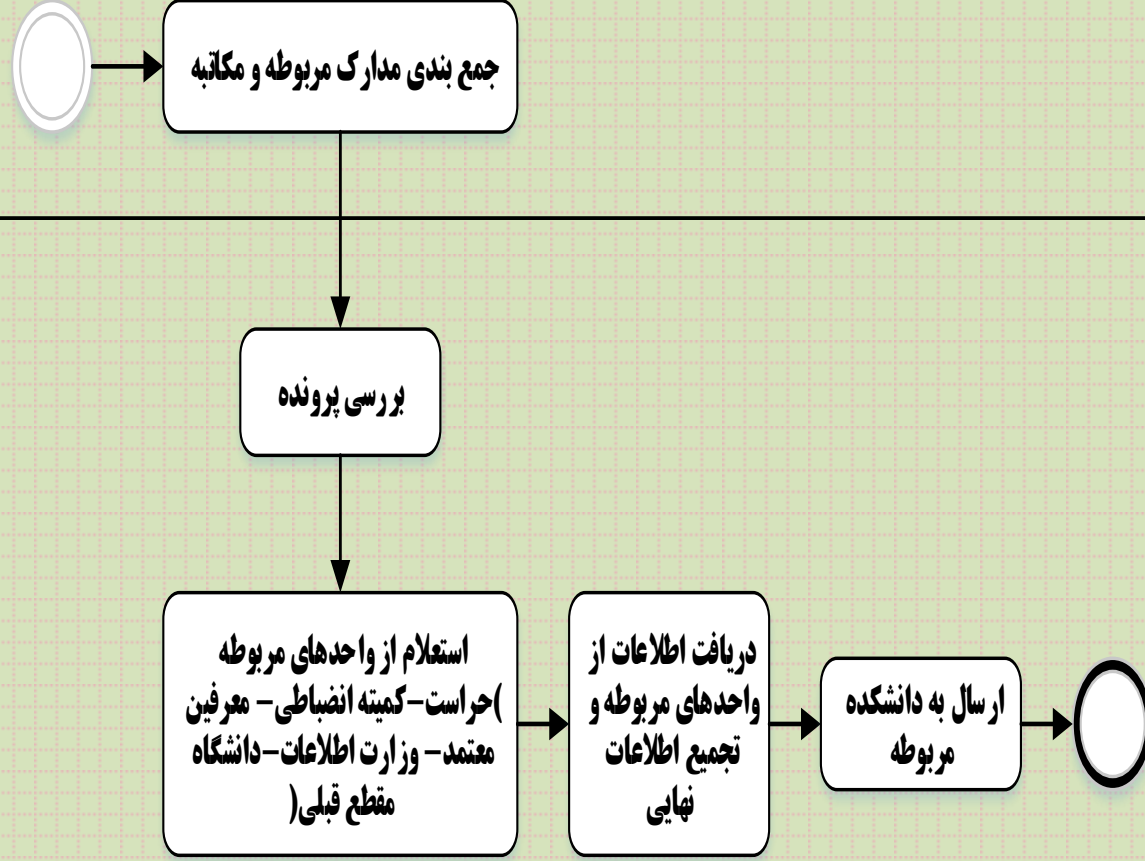 جمع بندی مدارک مربوطه و مکاتبه
بررسی پرونده
استعلام از واحدهای مربوطه
)حراست-کمیته انضباطی- معرفین
معتمد- وزارت اطلاعات-دانشگاه
مقطع قبلی(
دریافت اطلاعات از
واحدهای مربوطه و
تجمیع اطلاعات
نهایی
ارسال به دانشکده
مربوطه